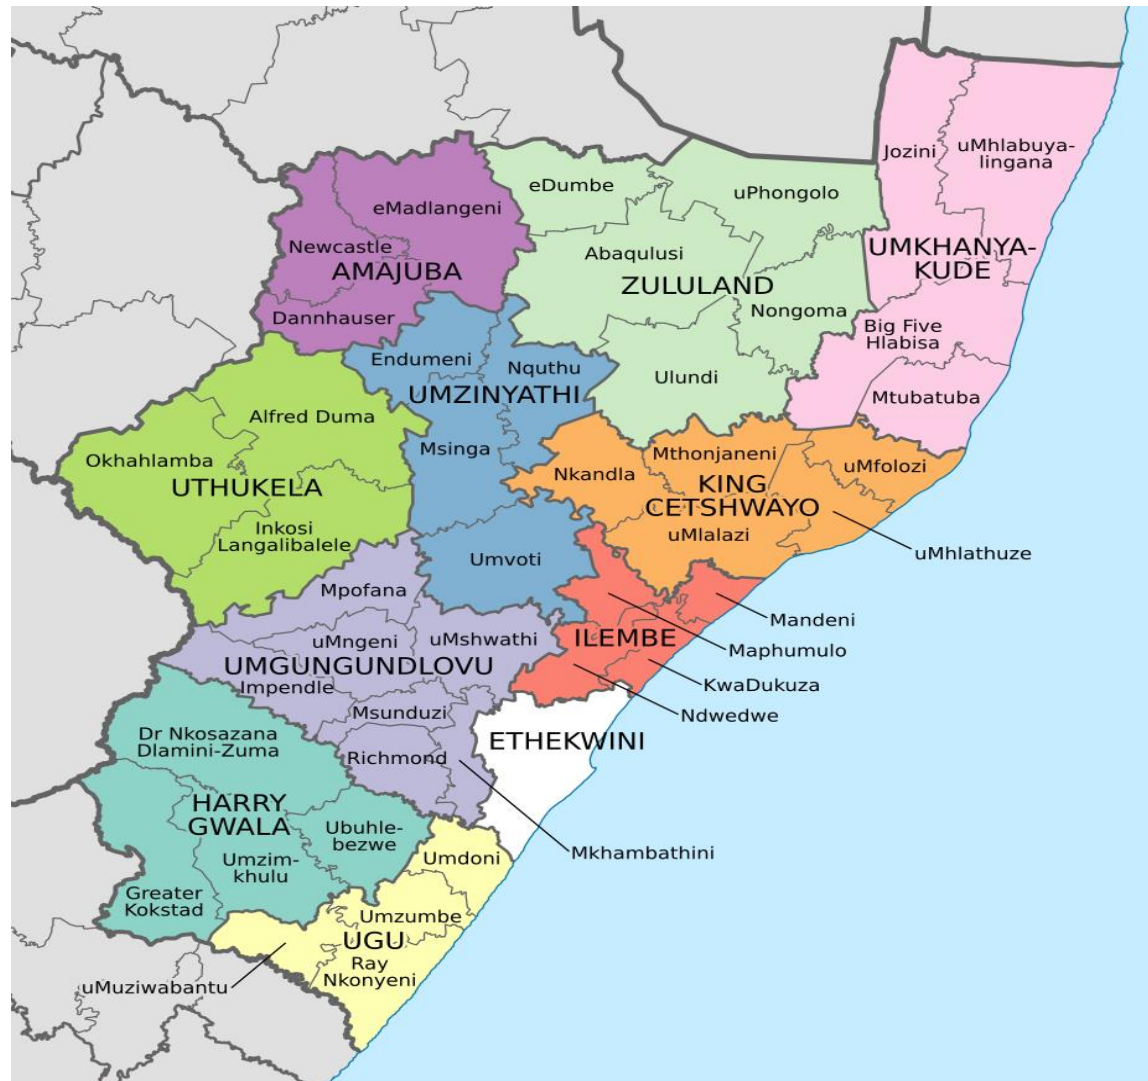 Jozini
uMhlabuya-
lingana
eDumbe
uPhongolo
eMadlangeni
Newcastle
AMAJUBA
Abaqulusi
ZULULAND
UMKHANYA-
KUDE
Nongoma
Dannhauser
Big Five
Hlabisa
Endumeni
Nquthu
Ulundi
UMZINYATHI
Mtubatuba
Alfred Duma
Okhahlamba
Msinga
Mthonjaneni
Nkandla
uMfolozi
UTHUKELA
KING
CETSHWAYO
Inkosi
Langalibalele
uMlalazi
uMhlathuze
Umvoti
Mpofana
Mandeni
uMngeni
uMshwathi
ILEMBE
Maphumulo
UMGUNGUNDLOVU
Impendle
KwaDukuza
Msunduzi
Ndwedwe
Dr Nkosazana
Dlamini-Zuma
ETHEKWINI
Richmond
HARRY
GWALA
Ubuhle-
bezwe
Mkhambathini
Umzim-
khulu
Umdoni
Greater
Kokstad
Umzumbe
UGU
Ray
Nkonyeni
uMuziwabantu